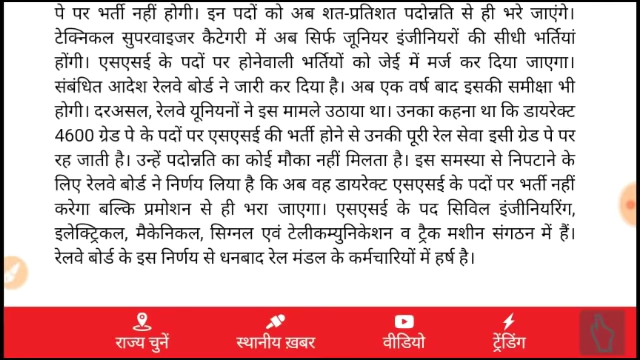 पे पर भर्ती नहीं होगी। इन पदों को अब शत-प्रतिशत पदोन्नति से ही भरे जाएंगे।
टेक्निकल सुपरवाइजर कैटेगरी में अब सिर्फ जूनियर इंजीनियरों की सीधी भर्तियां
होंगी। एसएसई के पदों पर होनेवाली भर्तियों को जेई में मर्ज कर दिया जाएगा।
संबंधित आदेश रेलवे बोर्ड ने जारी कर दिया है। अब एक वर्ष बाद इसकी समीक्षा भी
होगी। दरअसल, रेलवे यूनियनों ने इस मामले उठाया था। उनका कहना था कि डायरेक्ट
4600 ग्रेड पे के पदों पर एसएसई की भर्ती होने से उनकी पूरी रेल सेवा इसी ग्रेड पे पर
रह जाती है। उन्हें पदोन्नति का कोई मौका नहीं मिलता है। इस समस्या से निपटाने के
लिए रेलवे बोर्ड ने निर्णय लिया है कि अब वह डायरेक्ट एसएसई के पदों पर भर्ती नहीं
करेगा बल्कि प्रमोशन से ही भरा जाएगा। एसएसई के पद सिविल इंजीनियरिंग,
इलेक्ट्रिकल, मैकेनिकल, सिग्नल एवं टेलीकम्युनिकेशन व ट्रैक मशीन संगठन में हैं।
रेलवे बोर्ड के इस निर्णय से धनबाद रेल मंडल के कर्मचारियों में हर्ष है।
राज्य चुनें स्थानीय ख़बर वीडियो ट्रेंडिंग